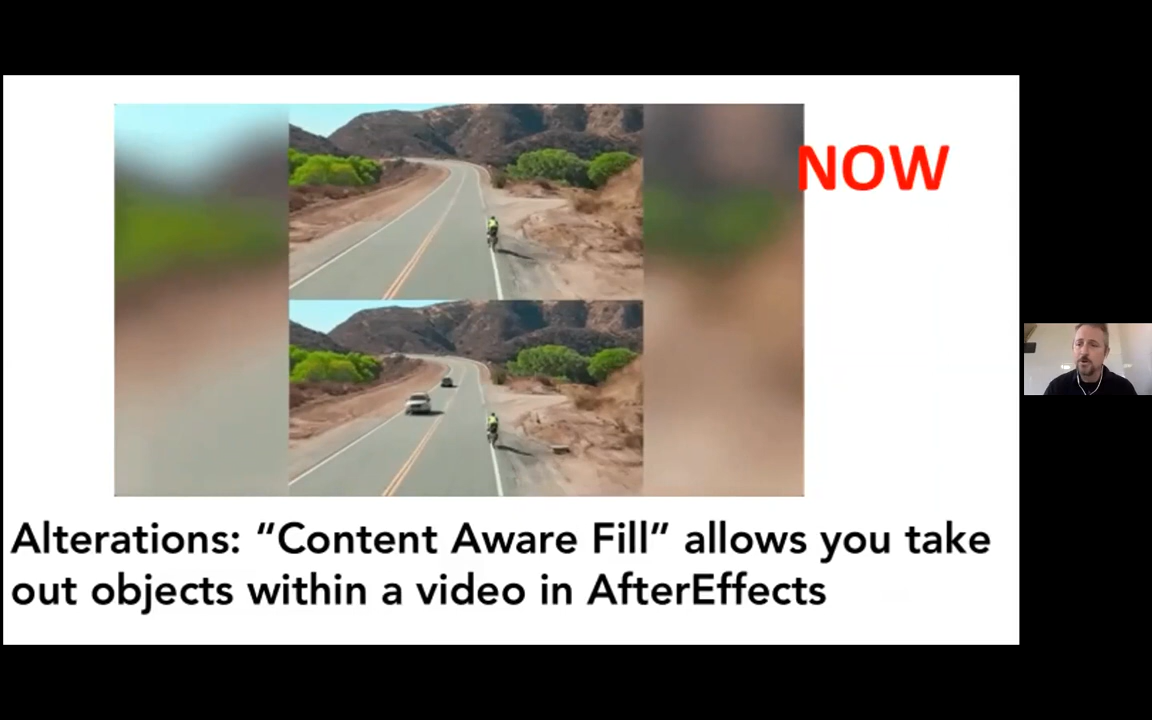 NOW
Alterations: “Content Aware Fill” allows you take
out objects within a video in AfterEffects